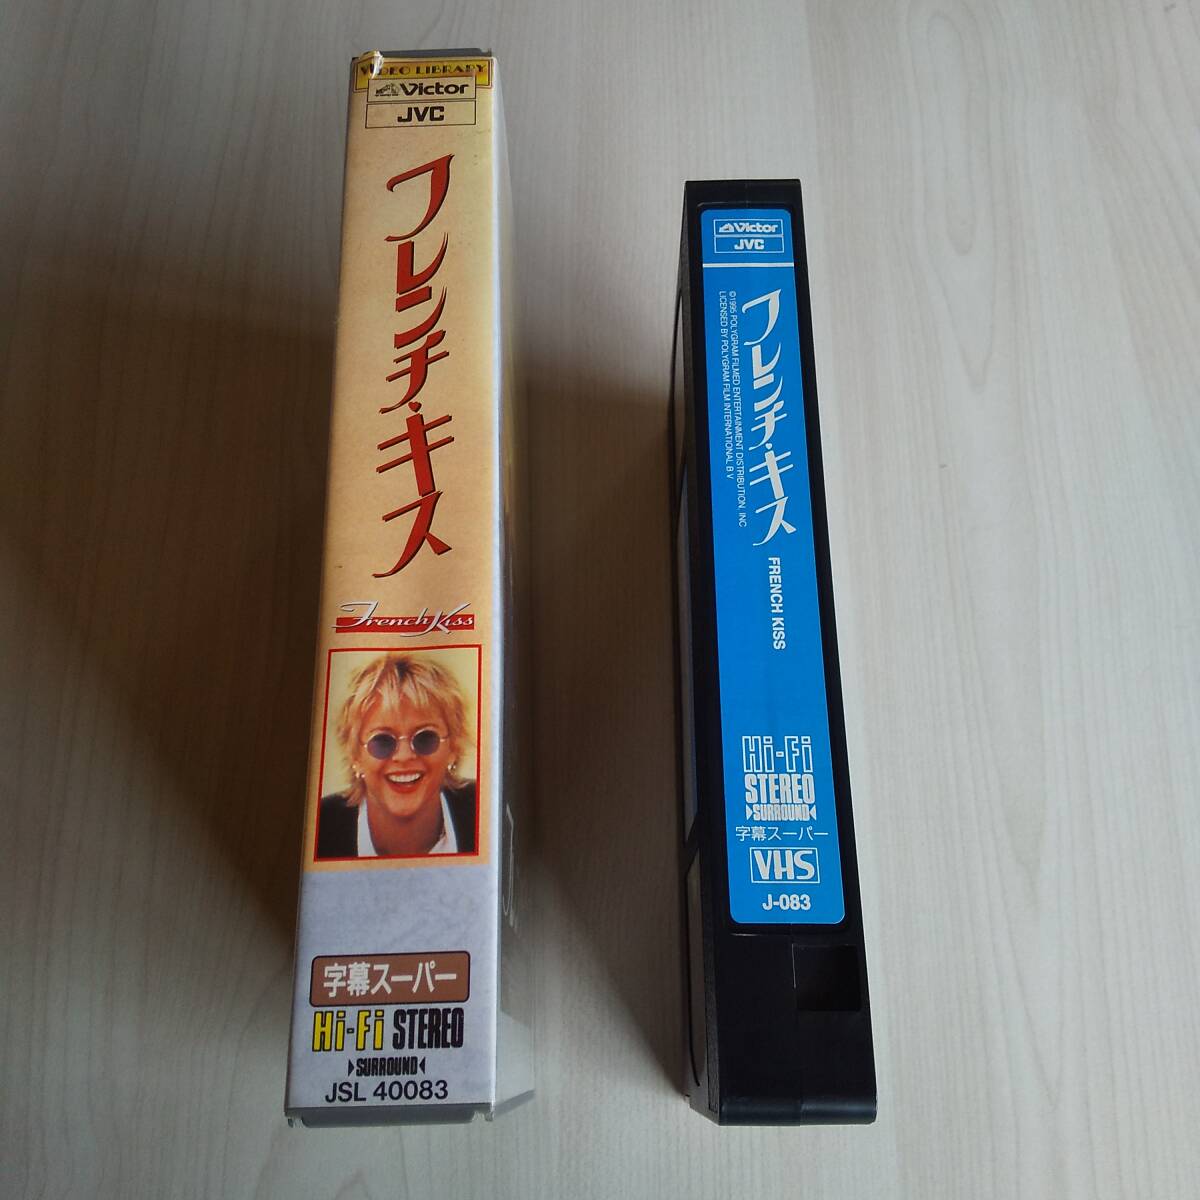 VIDEO LIBRARY
Victor
JVC
フレンチ・キス
French Kiss
字幕スーパー
Hi-Fi STEREO
SURROUND
JSL 40083
Victor
JVC
フレンチ・キス
©1995 POLYGRAM FILMED ENTERTAINMENT DISTRIBUTION, INC
LICENSED BY POLYGRAM FILM INTERNATIONAL B V
FRENCH KISS
Hi-Fi
STEREO
SURROUND
字幕スーパー
VHS
J-083